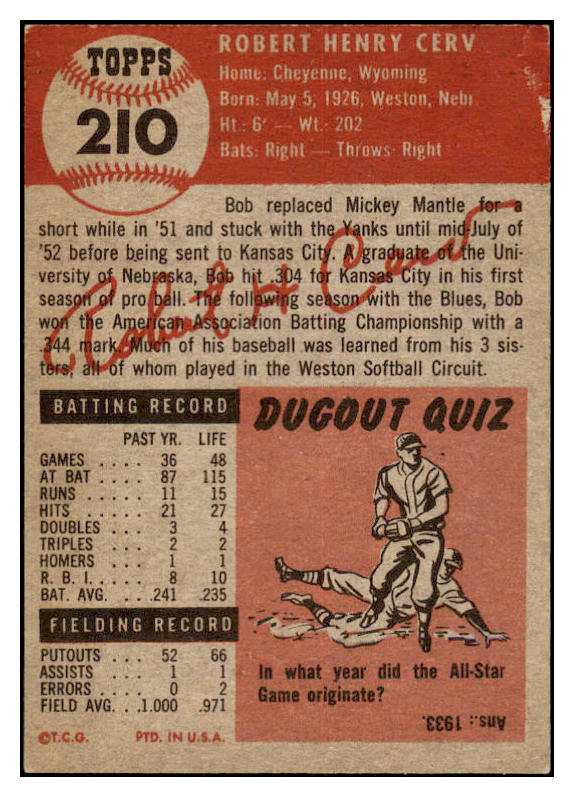 TOPPS
210
ROBERT HENRY CERV
Home: Cheyenne, Wyoming
Born: May 5, 1926, Weston, Nebr
Ht.: 6' — Wt.: 202
Bats: Right — Throws: Right
Bob replaced Mickey Mantle for a
short while in '51 and stuck with the Yanks until mid-July of
'52 before being sent to Kansas City. A graduate of the Uni-
versity of Nebraska, Bob hit .304 for Kansas City in his first
season of pro ball. The following season with the Blues, Bob
won the American Association Batting Championship with a
.344 mark. Much of his baseball was learned from his 3 sis-
ters, all of whom played in the Weston Softball Circuit.
Robert H Cerv
BATTING RECORD
PAST YR. LIFE
GAMES .... 36 48
AT BAT .... 87 115
RUNS .... 11 15
HITS .... 21 27
DOUBLES ... 3 4
TRIPLES ... 2 2
HOMERS ... 1 1
R. B. I. .... 8 10
BAT. AVG. ... .241 .235
FIELDING RECORD
PUTOUTS ... 52 66
ASSISTS ... 1 1
ERRORS ... 0 2
FIELD AVG. . .1.000 .971
©T.C.G. PTD. IN U.S.A.
DUGOUT QUIZ
In what year did the All-Star
Game originate?
Ans.: 1933.